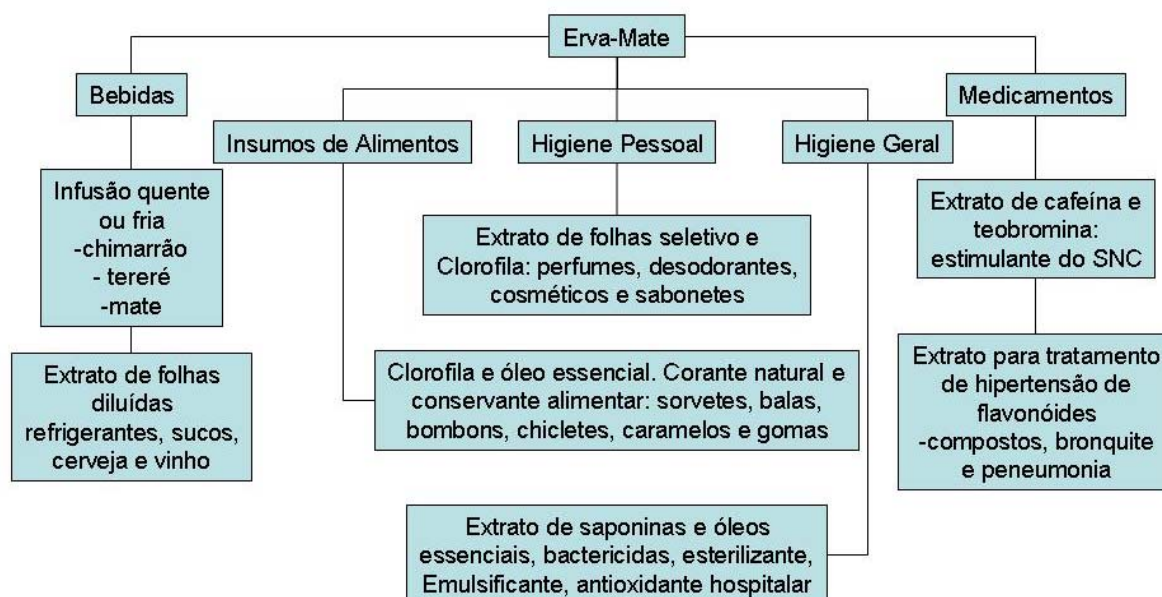 Erva-Mate
Bebidas
Medicamentos
Insumos de Alimentos
Higiene Pessoal
Higiene Geral
Infusão quente
ou fria
-chimarrão
- tereré
-mate
Extrato de folhas
diluídas
refrigerantes, sucos,
cerveja e vinho
Clorofila e óleo essencial. Corante natural e
conservante alimentar: sorvetes, balas,
bombons, chicletes, caramelos e gomas
Extrato de folhas seletivo e
Clorofila: perfumes, desodorantes,
cosméticos e sabonetes
Extrato de saponinas e óleos
essenciais, bactericidas, esterilizante,
Emulsificante, antioxidante hospitalar
Extrato de cafeína e
teobromina:
estimulante do SNC
Extrato para tratamento
de hipertensão de
flavonóides
-compostos, bronquite
e peneumonia